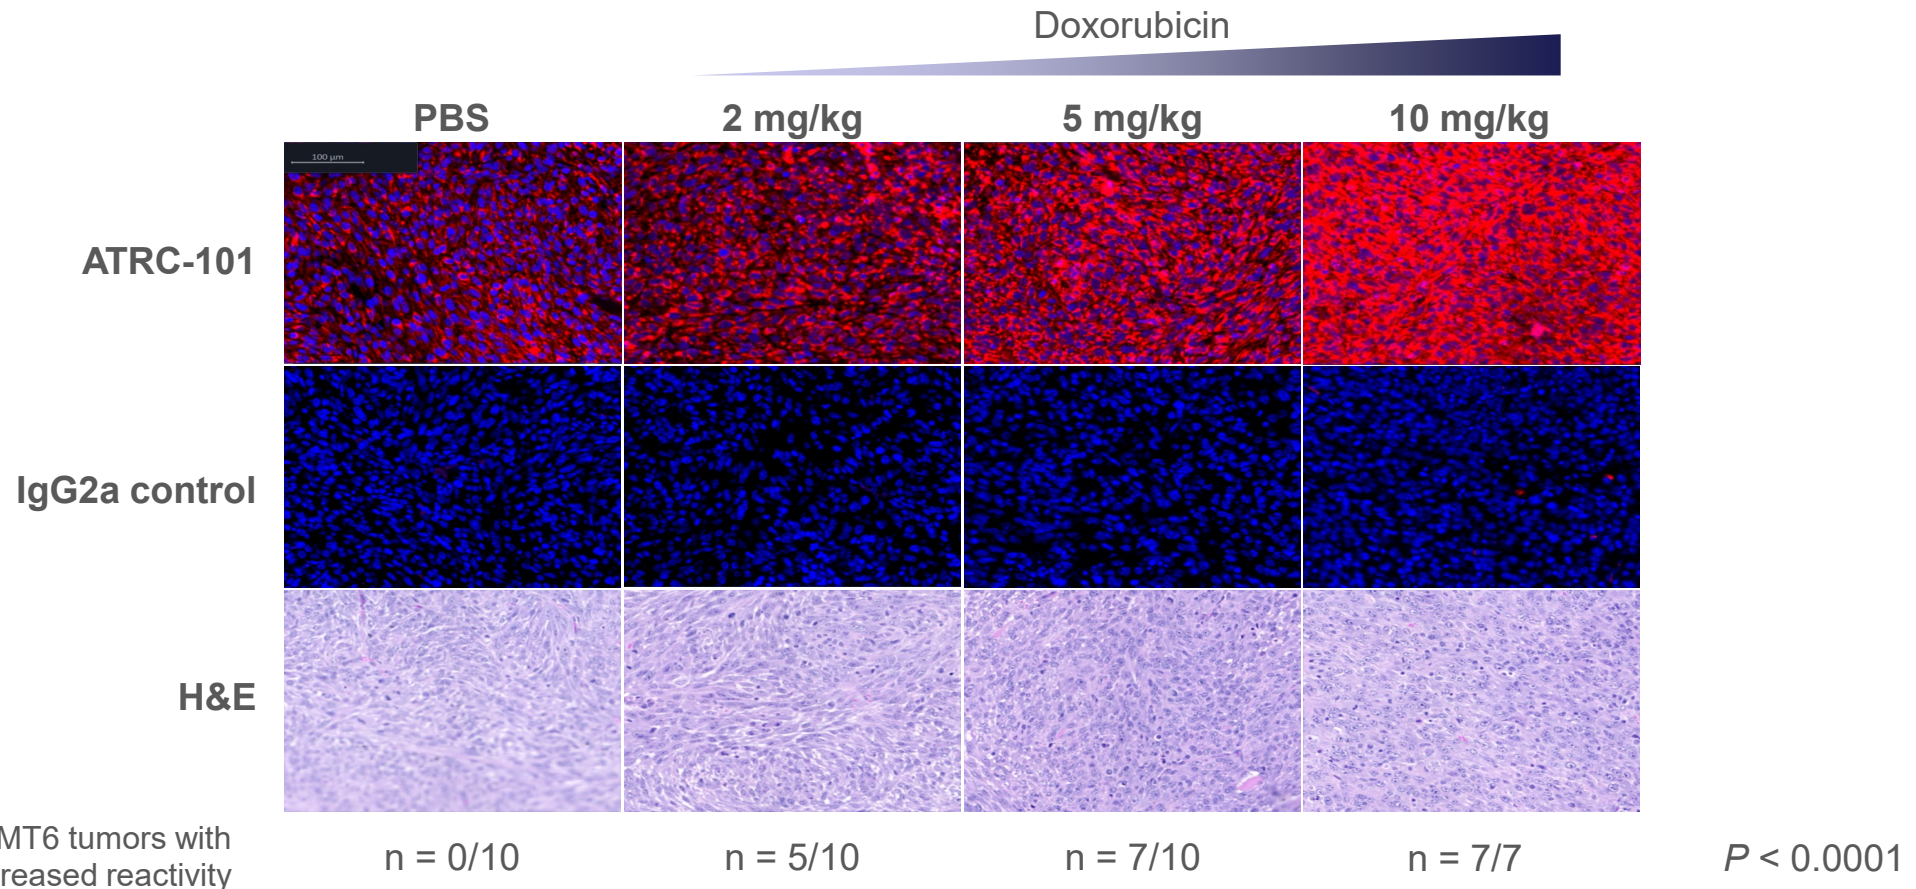 Doxorubicin
PBS 2 mg/kg 5 mg/kg 10 mg/kg
100 µm
ATRC-101
IgG2a control
H&E
MT6 tumors with
reased reactivity
n = 0/10 n = 5/10 n = 7/10 n = 7/7 P < 0.0001